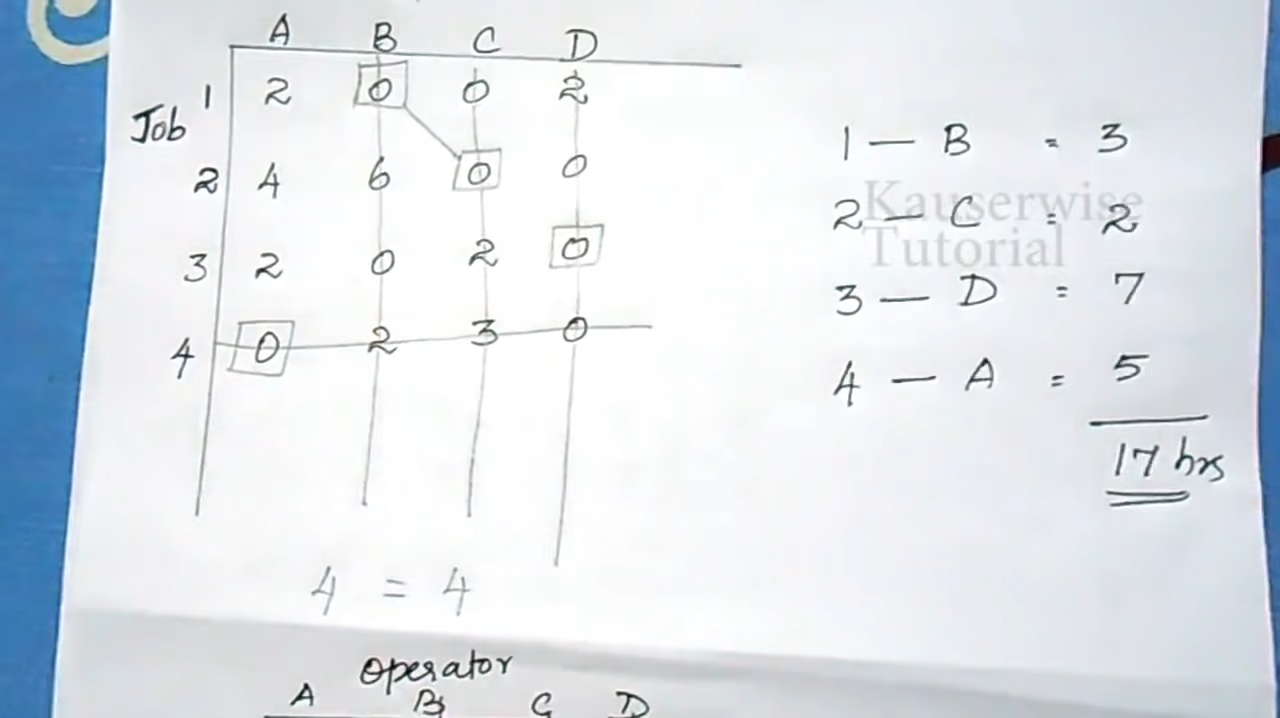 A B C D
Job 1 2 0 0 2
2 4 6 0 0
3 2 0 2 0
4 0 2 3 0
4 = 4
1 — B = 3
2 — C = 2
3 — D = 7
4 — A = 5
17 hrs
Kauserwise
Tutorial
operator
A B C D